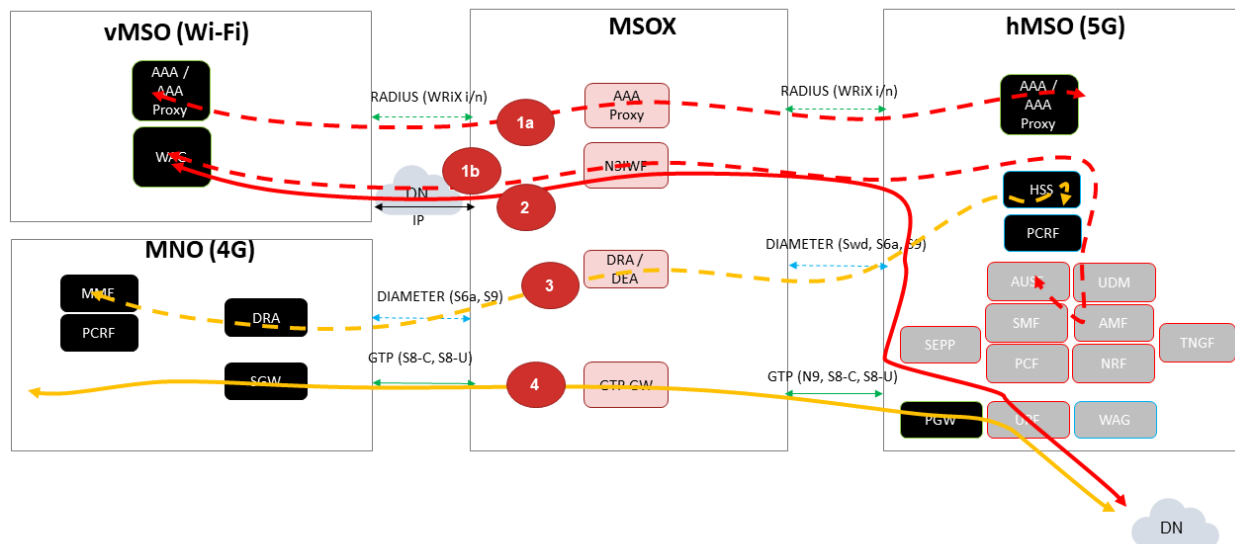 vMSO (Wi-Fi)
MSOX
hMSO (5G)
AAA /
AAA
Proxy
RADIUS (WRiX i/n)
1a
AAA
Proxy
RADIUS (WRiX i/n)
AAA /
AAA
Proxy
WAG
1b
N3IWF
DN
IP
2
HSS
PCRF
MNO (4G)
DIAMETER (Swd, S6a, S9)
DRA /
DEA
3
MME
DRA
PCRF
DIAMETER (S6a, S9)
AUSF
UDM
SMF
AMF
SEPP
TNGF
PCF
NRF
GTP (S8-C, S8-U)
SGW
4
GTP GW
GTP (N9, S8-C, S8-U)
PGW
UPF
WAG
DN